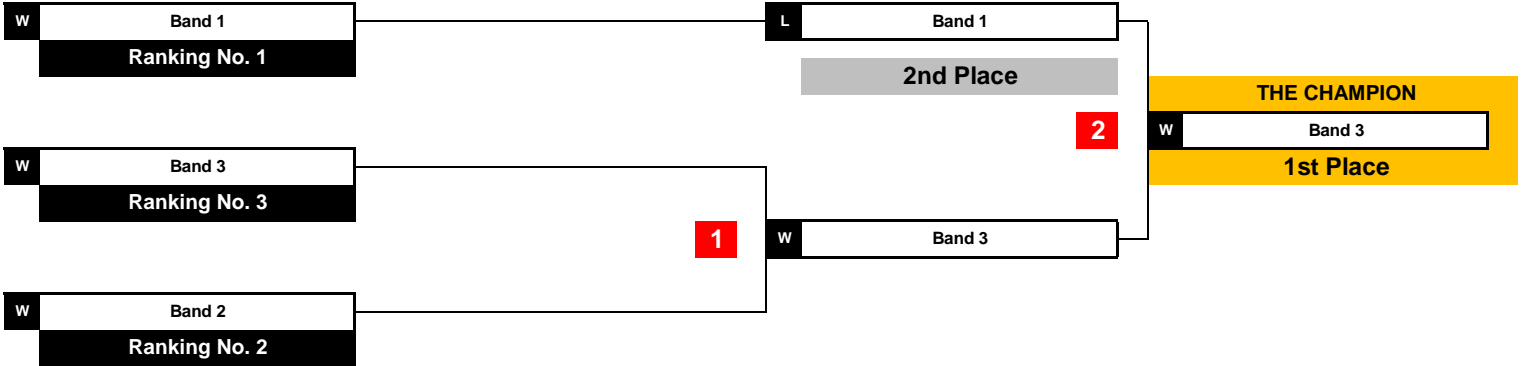 W Band 1
Ranking No. 1
L Band 1
2nd Place
THE CHAMPION
2
W Band 3
1st Place
W Band 3
Ranking No. 3
1
W Band 3
W Band 2
Ranking No. 2